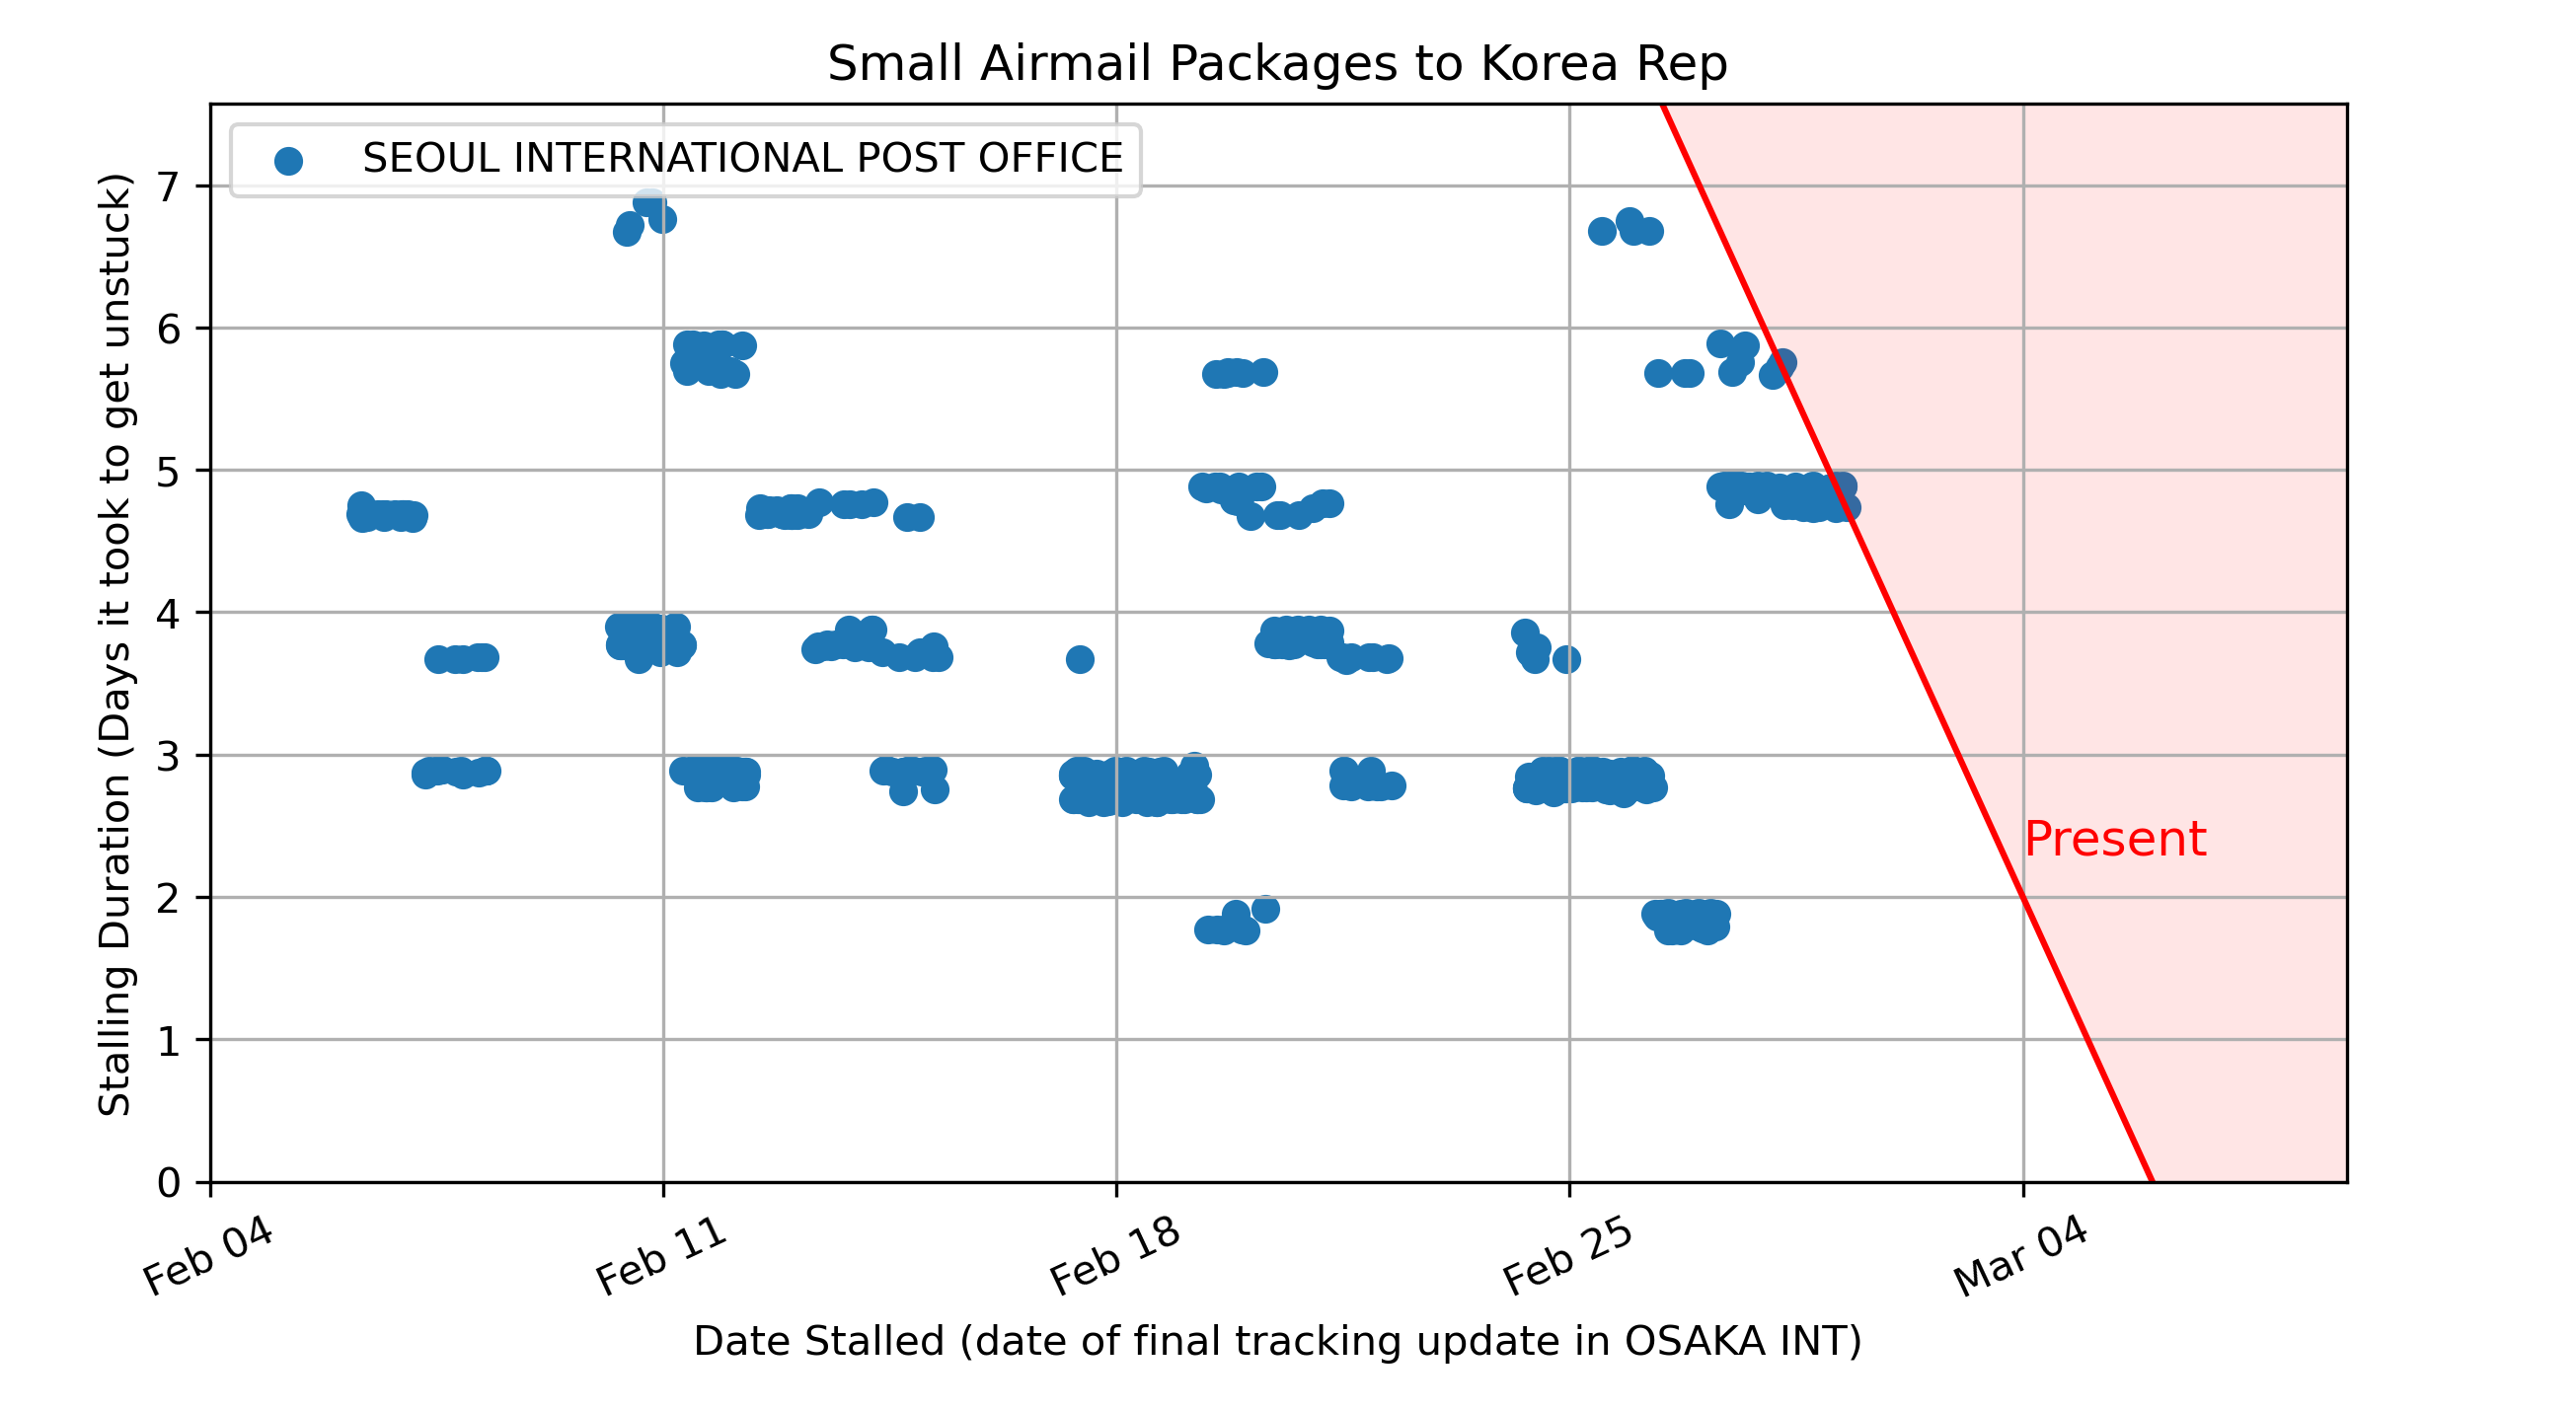 Small Airmail Packages to Korea Rep
SEOUL INTERNATIONAL POST OFFICE
Stalling Duration (Days it took to get unstuck)
7
6
5
4
3
2
1
0
Present
Feb 04
Feb 11
Feb 18
Feb 25
Mar 04
Date Stalled (date of final tracking update in OSAKA INT)